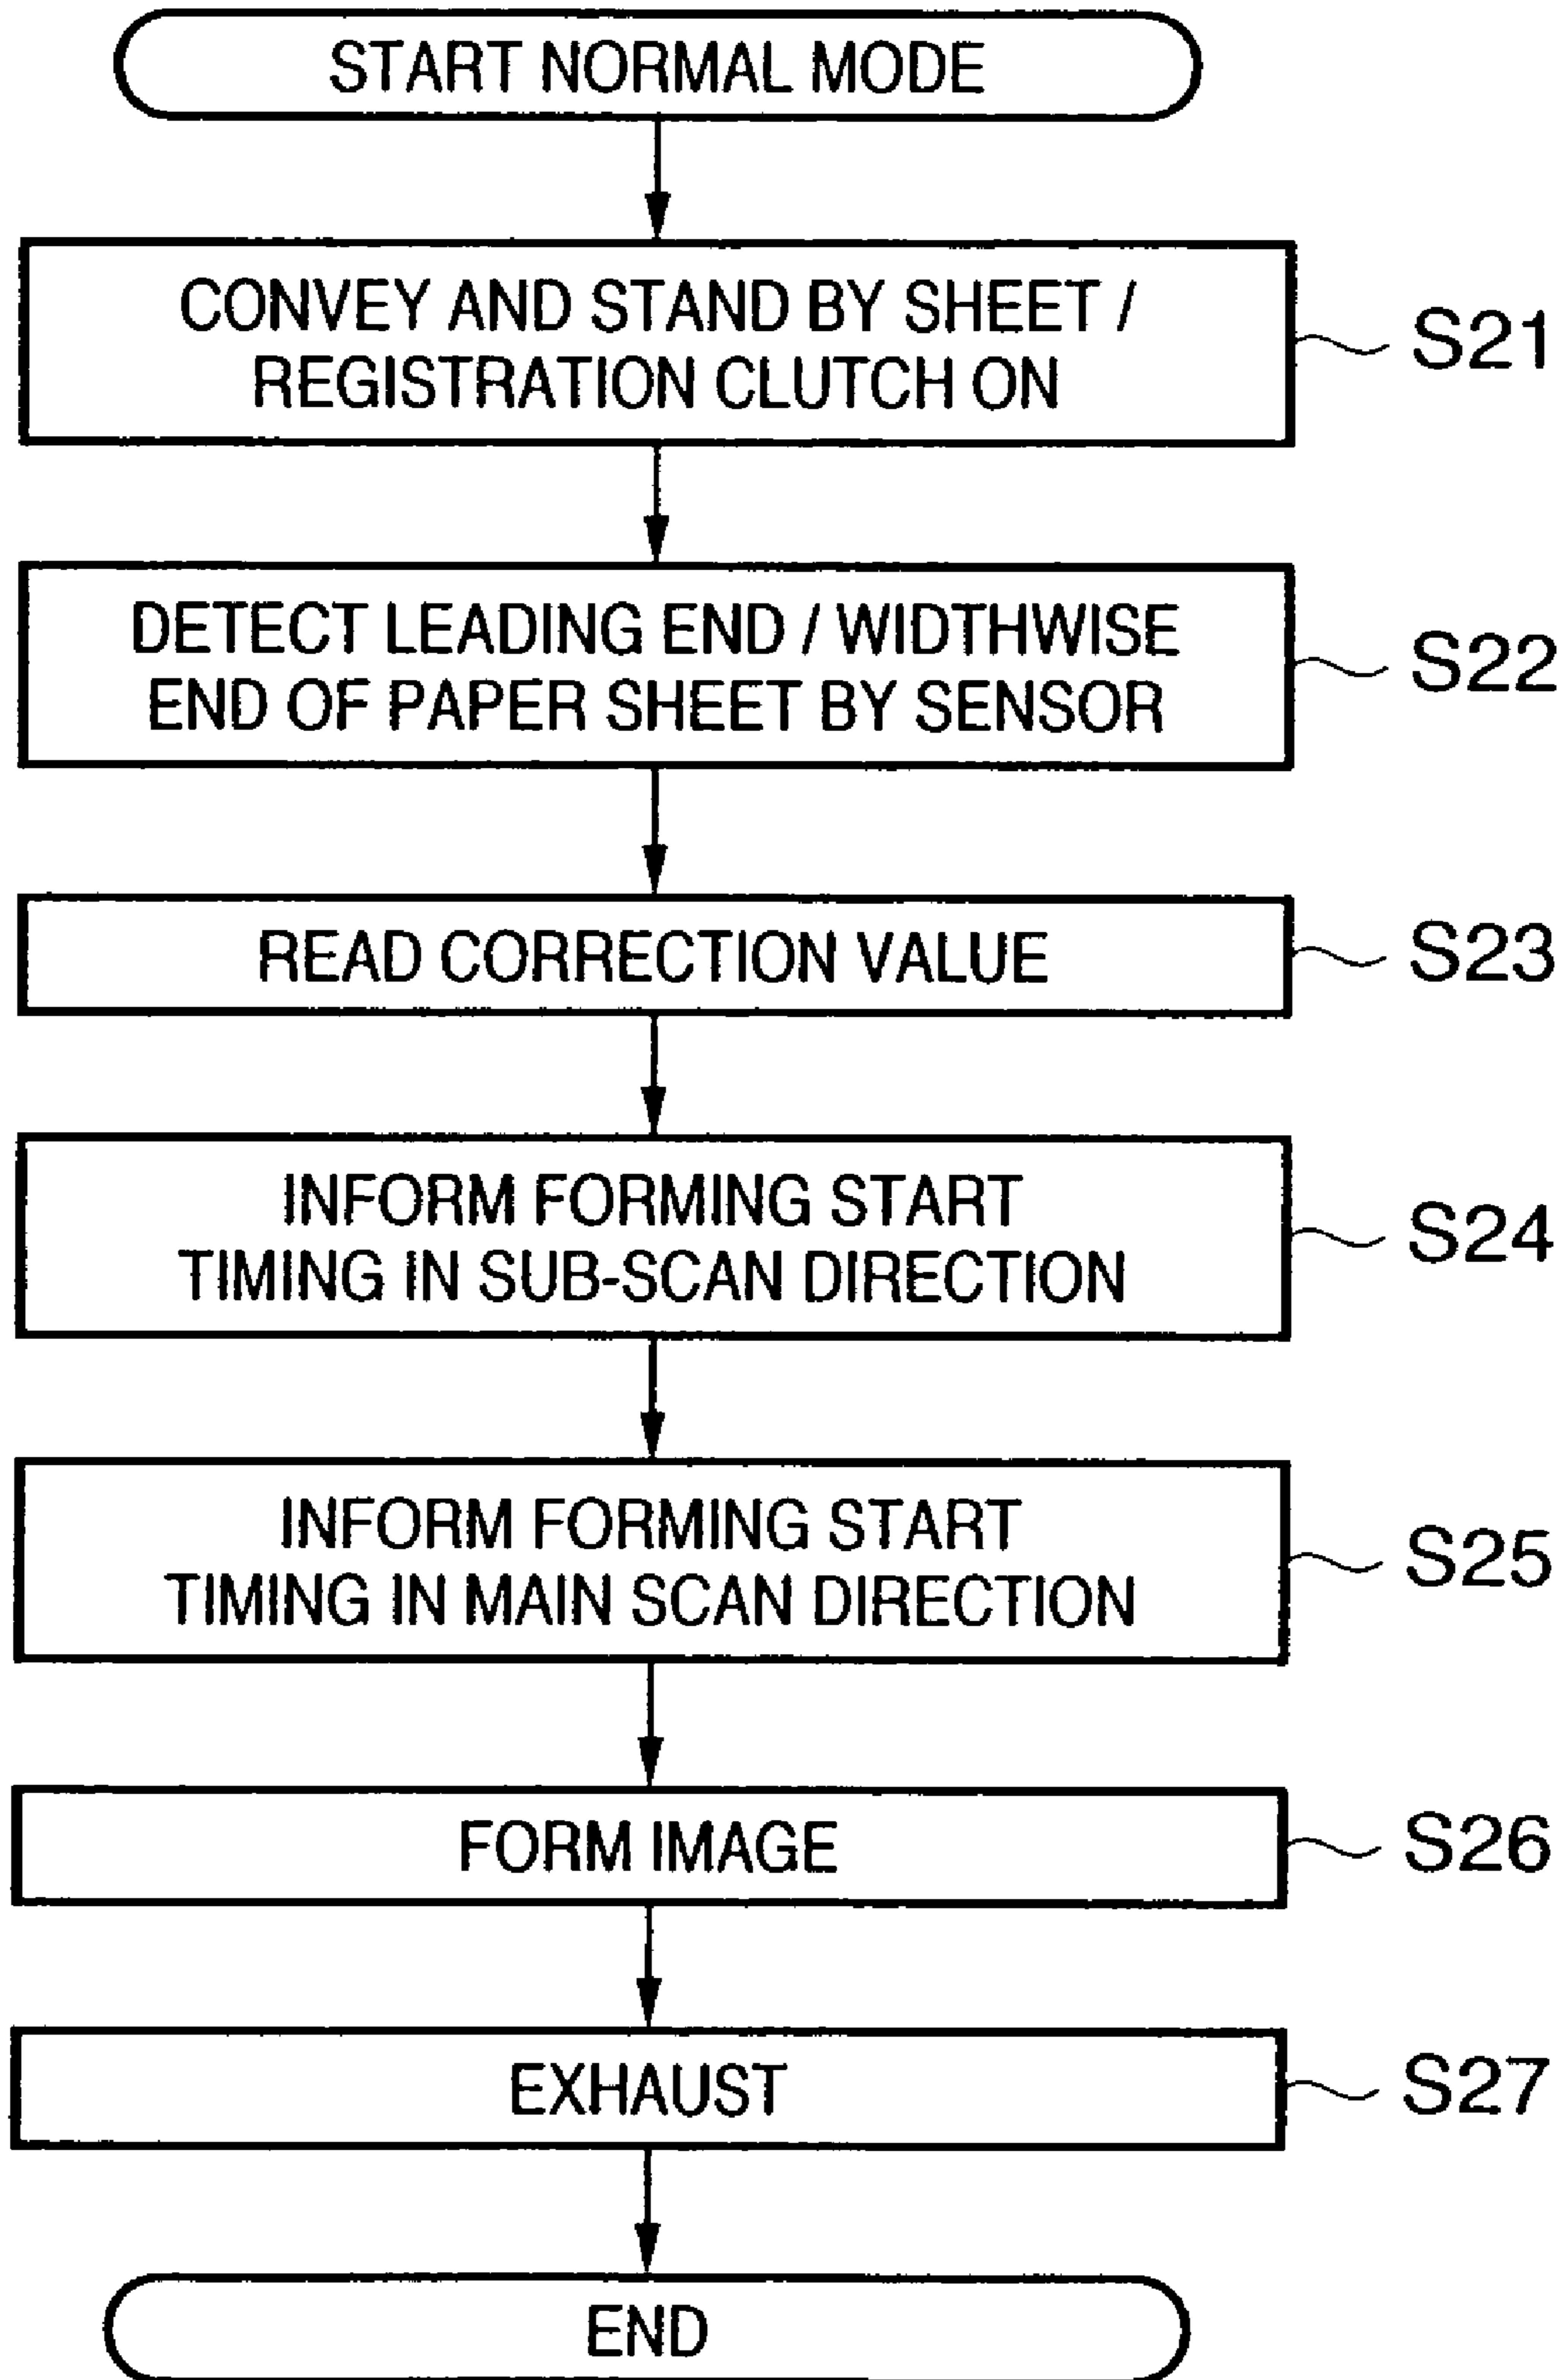 START NORMAL MODE
CONVEY AND STAND BY SHEET /
REGISTRATION CLUTCH ON
S21
DETECT LEADING END / WIDTHWISE
END OF PAPER SHEET BY SENSOR
S22
READ CORRECTION VALUE
S23
INFORM FORMING START
TIMING IN SUB-SCAN DIRECTION
S24
INFORM FORMING START
TIMING IN MAIN SCAN DIRECTION
S25
FORM IMAGE
S26
EXHAUST
S27
END